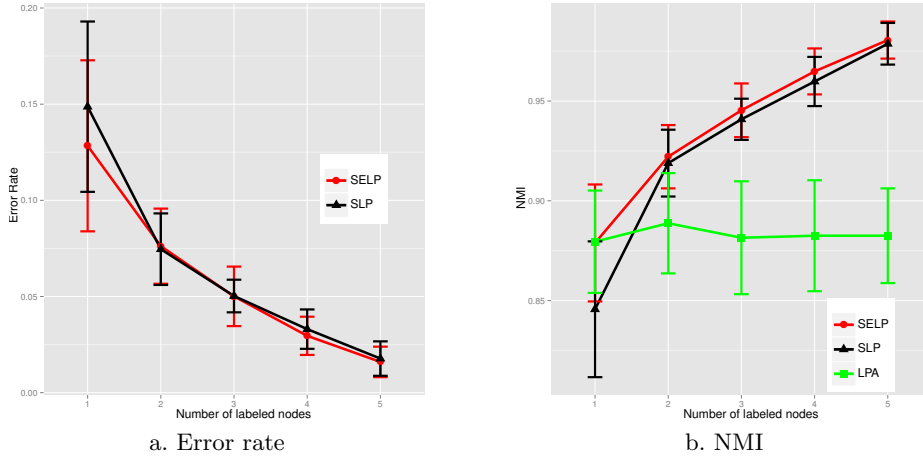 0.20
0.15
0.10
0.05
0.00
Error Rate
SELP
SLP
1 2 3 4 5
Number of labeled nodes
a. Error rate
0.95
0.90
0.85
NMI
SELP
SLP
LPA
1 2 3 4 5
Number of labeled nodes
b. NMI